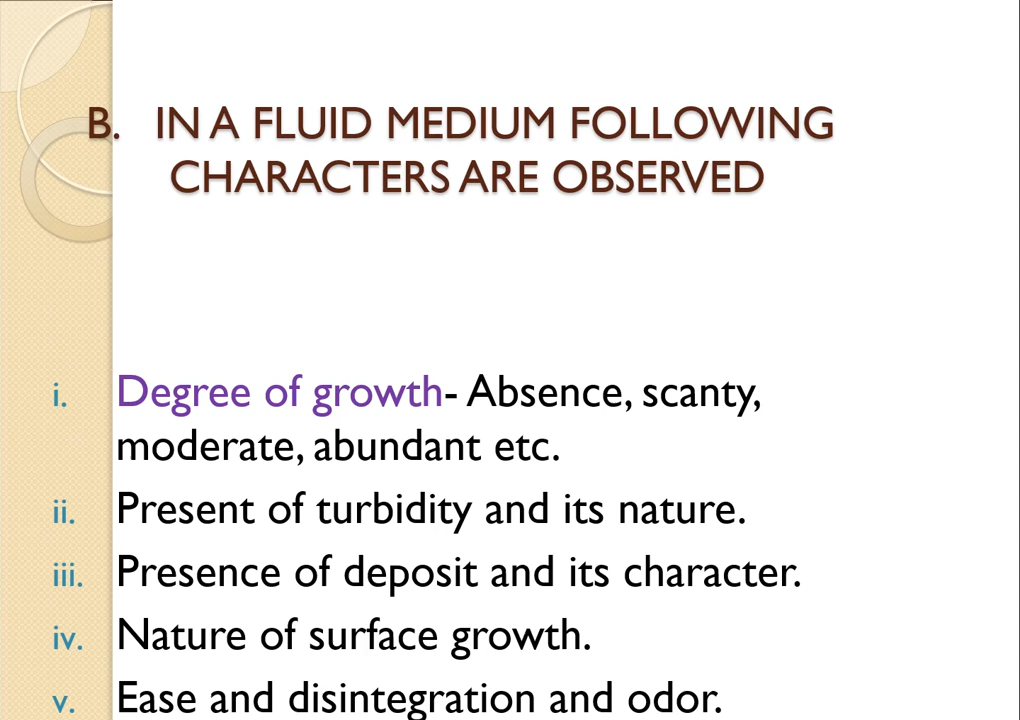 B. IN A FLUID MEDIUM FOLLOWING
CHARACTERS ARE OBSERVED
i. Degree of growth- Absence, scanty,
moderate, abundant etc.
ii. Present of turbidity and its nature.
iii. Presence of deposit and its character.
iv. Nature of surface growth.
v. Ease and disintegration and odor.